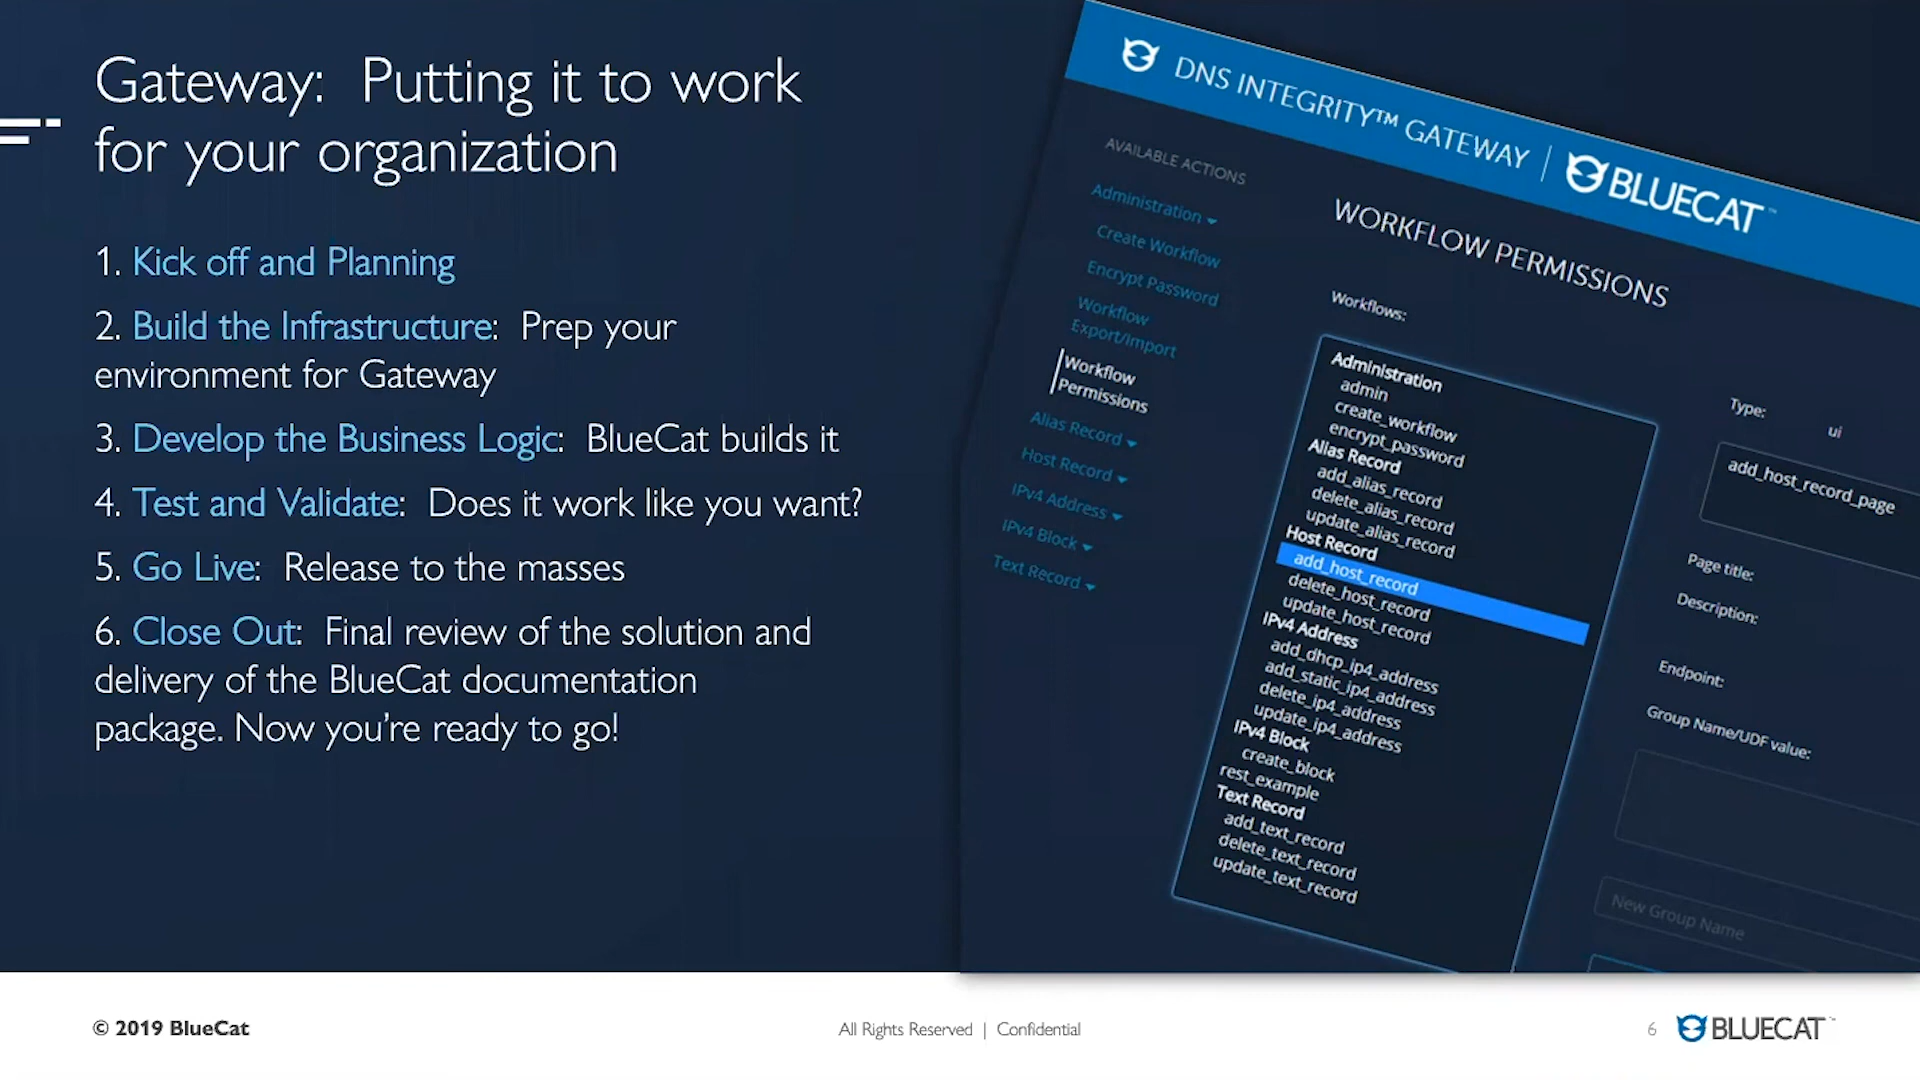 Gateway:  Putting it to work
for your organization
1. Kick off and Planning
2. Build the Infrastructure:  Prep your
environment for Gateway
3. Develop the Business Logic:  BlueCat builds it
4. Test and Validate:  Does it work like you want?
5. Go Live:  Release to the masses
6. Close Out:  Final review of the solution and
delivery of the BlueCat documentation
package. Now you’re ready to go!
DNS INTEGRITY™ GATEWAY | BLUECAT™
AVAILABLE ACTIONS
Administration
Create Workflow
Encrypt Password
Workflow
Export/Import
Workflow
Permissions
Alias Record
Host Record
IPv4 Address
IPv4 Block
Text Record
WORKFLOW PERMISSIONS
Workflows:
Administration
admin
create_workflow
encrypt_password
Alias Record
add_alias_record
delete_alias_record
update_alias_record
Host Record
add_host_record
delete_host_record
update_host_record
IPv4 Address
add_dhcp_ip4_address
add_static_ip4_address
delete_ip4_address
update_ip4_address
IPv4 Block
create_block
rest_example
Text Record
add_text_record
delete_text_record
update_text_record
Type:
ui
add_host_record_page
Page title:
Description:
Endpoint:
Group Name/UDF value:
New Group Name
© 2019 BlueCat
All Rights Reserved | Confidential
6
BLUECAT™